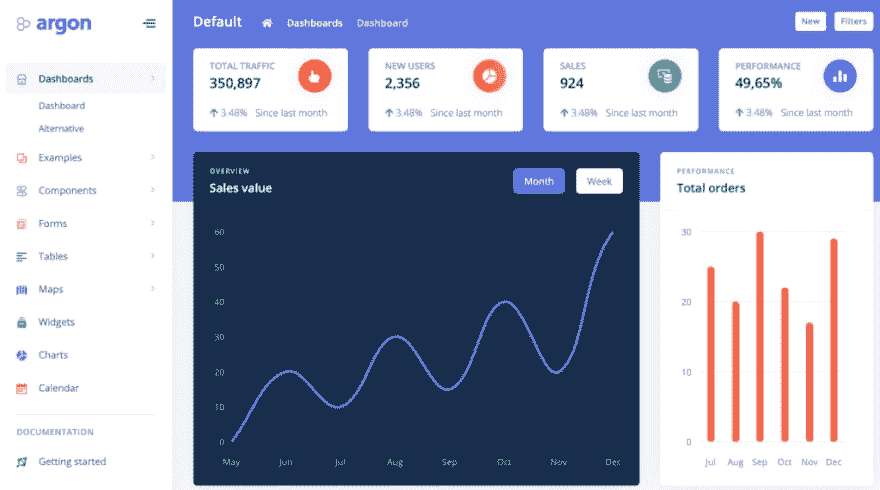 argon
Dashboards
Dashboard
Alternative
Examples
Components
Forms
Tables
Maps
Widgets
Charts
Calendar
DOCUMENTATION
Getting started
Default Dashboards Dashboard
New Filters
TOTAL TRAFFIC
350,897
3.48% Since last month
NEW USERS
2,356
3.48% Since last month
SALES
924
3.48% Since last month
PERFORMANCE
49,65%
3.48% Since last month
OVERVIEW
Sales value
Month Week
60
50
40
30
20
10
0
May Jun Jul Aug Sep Oct Nov Dec
PERFORMANCE
Total orders
30
20
10
0
Jul Aug Sep Oct Nov Dec